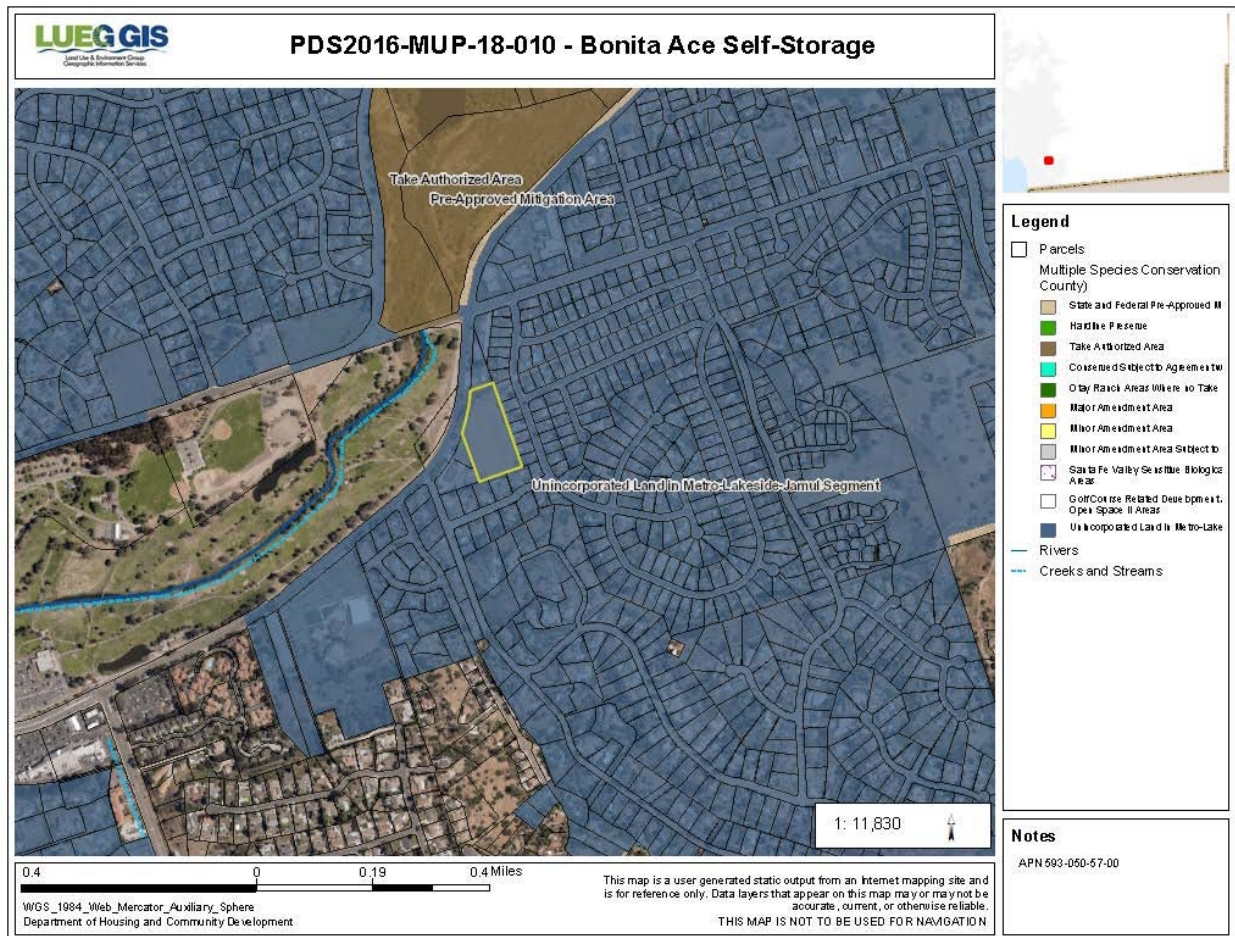 LUEG GIS
Land Use & Environment Group
Geographic Information Services
PDS2016-MUP-18-010 - Bonita Ace Self-Storage
Take Authorized Area
Pre-Approved Mitigation Area
Unincorporated Land in Metro-Lakeside-Jamul Segment
1: 11,830
Legend
Parcels
Multiple Species Conservation
County)
State and Federal Pre-Approved M
Hardline Preserve
Take Authorized Area
Conserved Subject to Agreement w
Otay Ranch Areas Where no Take
Major Amendment Area
Minor Amendment Area
Minor Amendment Area Subject to
Santa Fe Valley Sensitive Biologica
Areas
Golf Course Related Development,
Open Space II Areas
Unincorporated Land in Metro-Lake
Rivers
Creeks and Streams
Notes
APN 593-050-57-00
0.4 0 0.19 0.4 Miles
WGS_1984_Web_Mercator_Auxiliary_Sphere
Department of Housing and Community Development
This map is a user generated static output from an Internet mapping site and
is for reference only. Data layers that appear on this map may or may not be
accurate, current, or otherwise reliable.
THIS MAP IS NOT TO BE USED FOR NAVIGATION